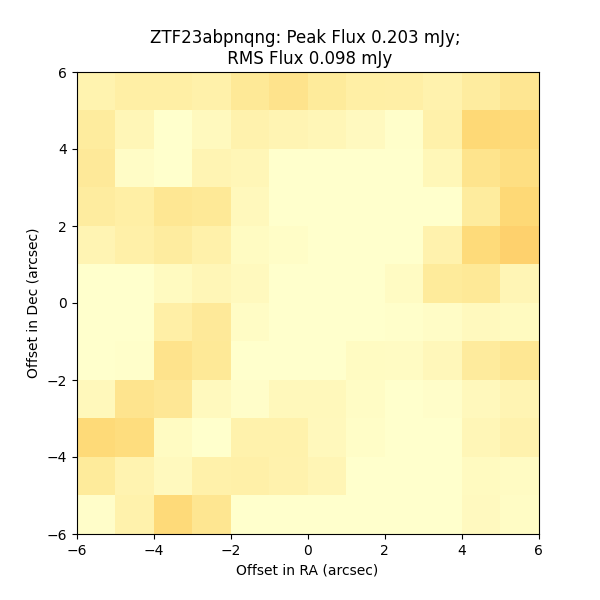 ZTF23abpnqng: Peak Flux 0.203 mJy;
RMS Flux 0.098 mJy
6
4
2
0
−2
−4
−6
Offset in Dec (arcsec)
−6 −4 −2 0 2 4 6
Offset in RA (arcsec)